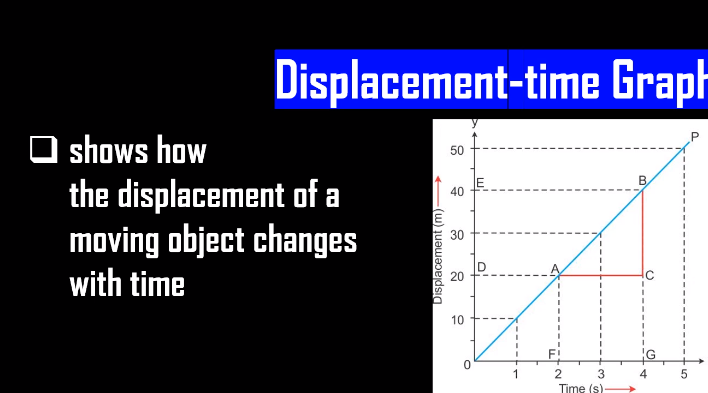 Displacement-time Graph
shows how
the displacement of a
moving object changes
with time
y
P
50
B
40
E
30
Displacement (m)
D
A
20
C
10
F
G
0
1 2 3 4 5
Time (s)